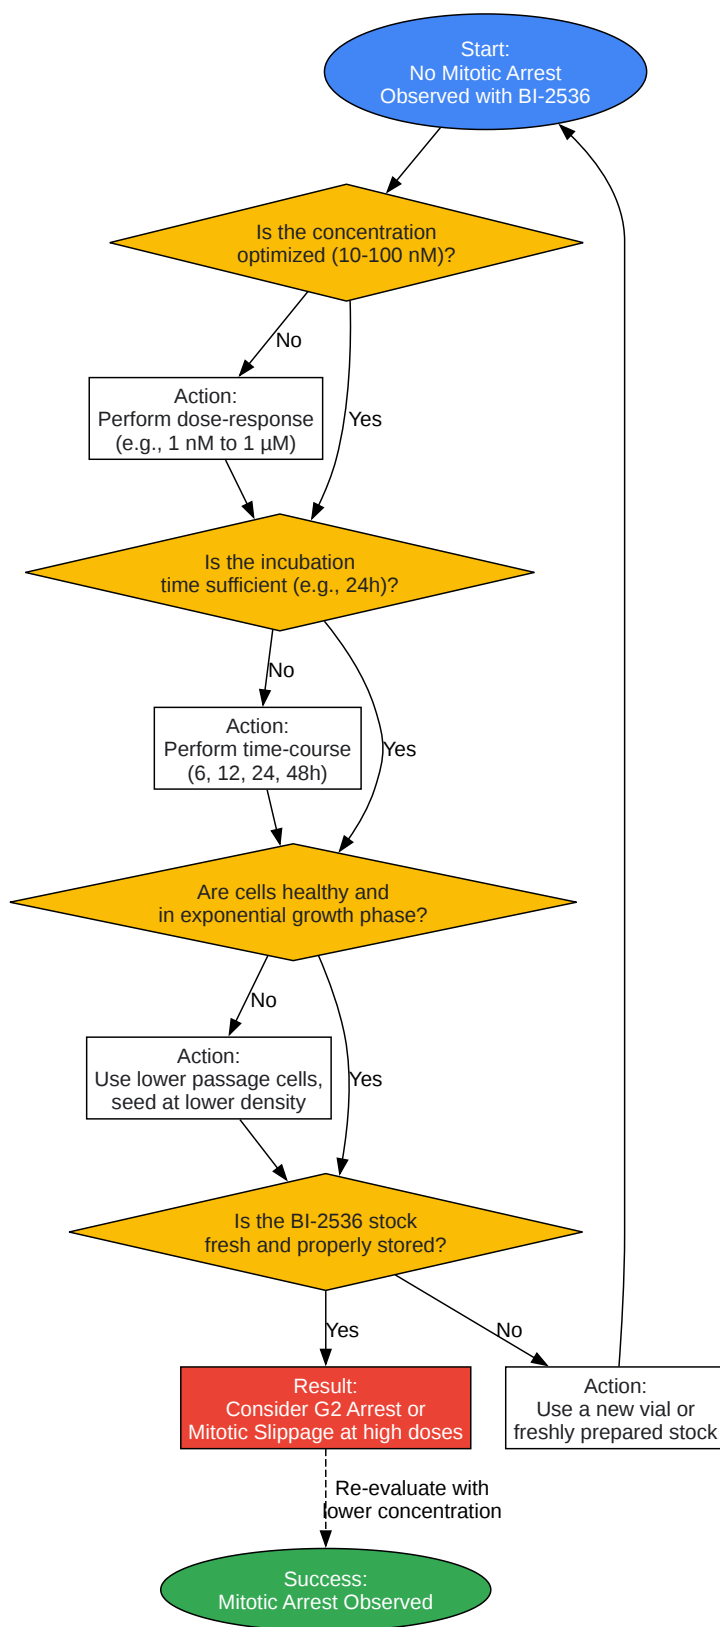 Start:
No Mitotic Arrest
Observed with BI-2536
Is the concentration
optimized (10-100 nM)?
No
Action:
Perform dose-response
(e.g., 1 nM to 1 µM)
Yes
Is the incubation
time sufficient (e.g., 24h)?
No
Action:
Perform time-course
(6, 12, 24, 48h)
Yes
Are cells healthy and
in exponential growth phase?
No
Action:
Use lower passage cells,
seed at lower density
Yes
Is the BI-2536 stock
fresh and properly stored?
Yes
No
Result:
Consider G2 Arrest or
Mitotic Slippage at high doses
Action:
Use a new vial or
freshly prepared stock
Re-evaluate with
lower concentration
Success:
Mitotic Arrest Observed